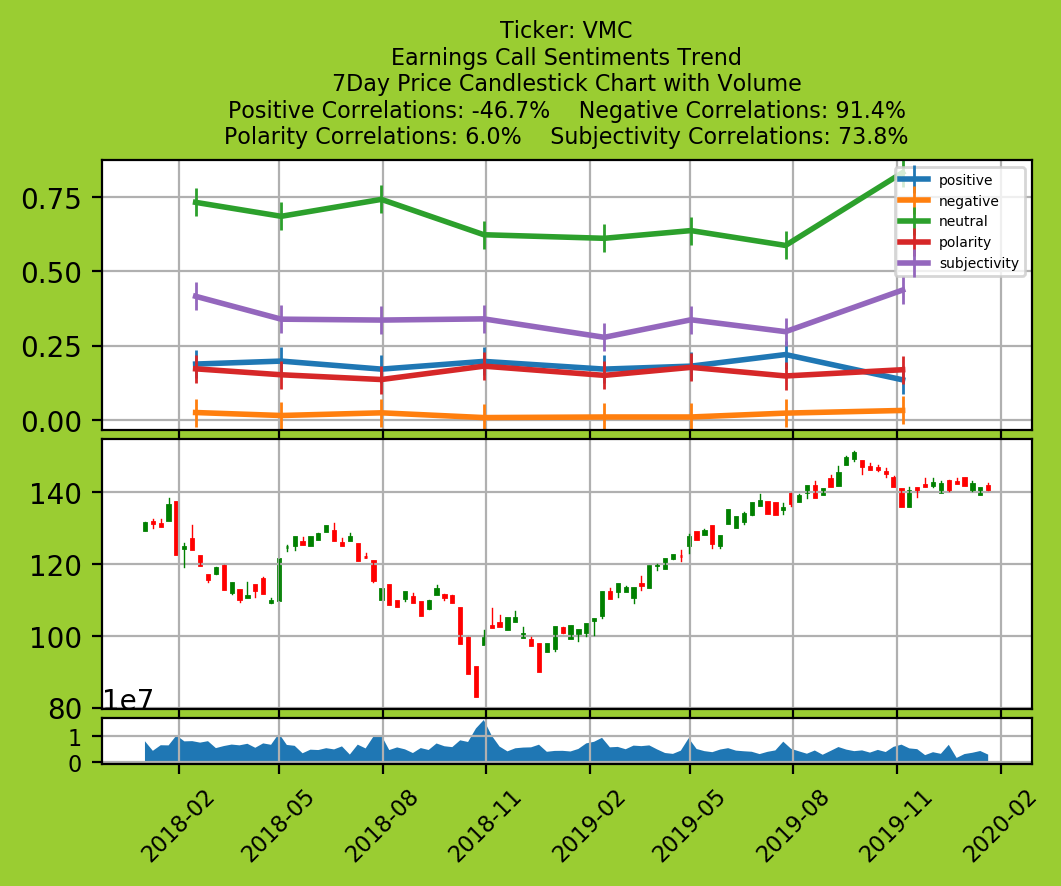 Ticker: VMC
Earnings Call Sentiments Trend
7Day Price Candlestick Chart with Volume
Positive Correlations: -46.7%    Negative Correlations: 91.4%
Polarity Correlations: 6.0%    Subjectivity Correlations: 73.8%
0.75
0.50
0.25
0.00
positive
negative
neutral
polarity
subjectivity
140
120
100
80
1e7
1
0
2018-02
2018-05
2018-08
2018-11
2019-02
2019-05
2019-08
2019-11
2020-02